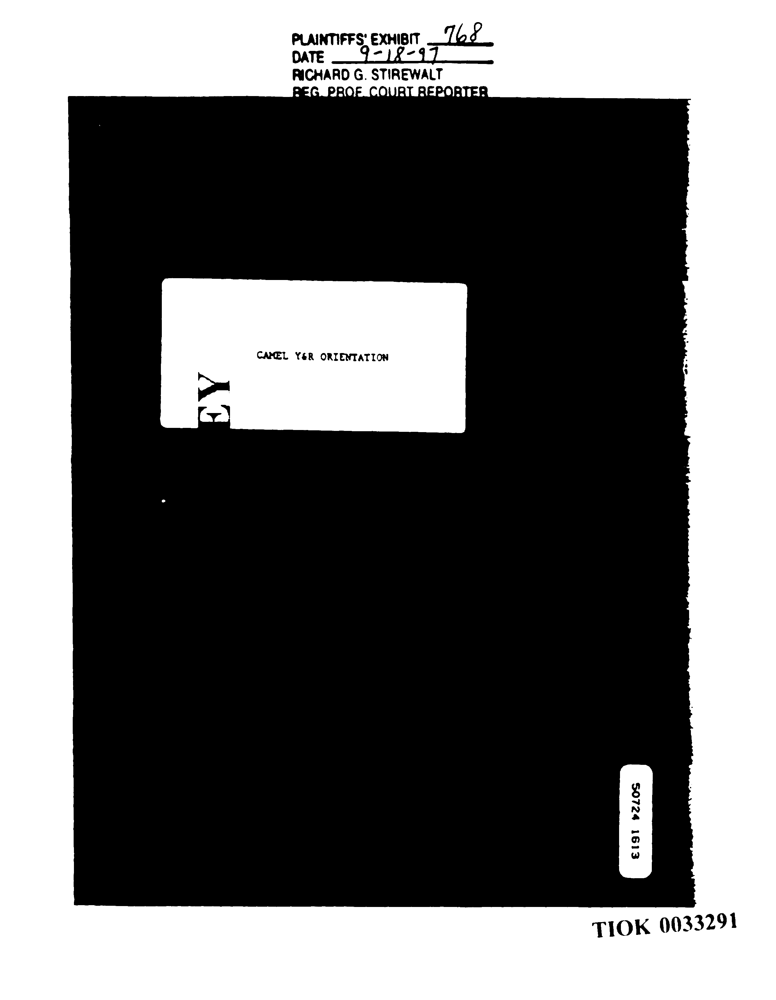 PLAINTIFFS' EXHIBIT 768
DATE 9-18-97
RICHARD G. STIREWALT
REG. PROF. COURT REPORTER
CAMEL Y&R ORIENTATION
EY
50724 1613
TIOK 0033291